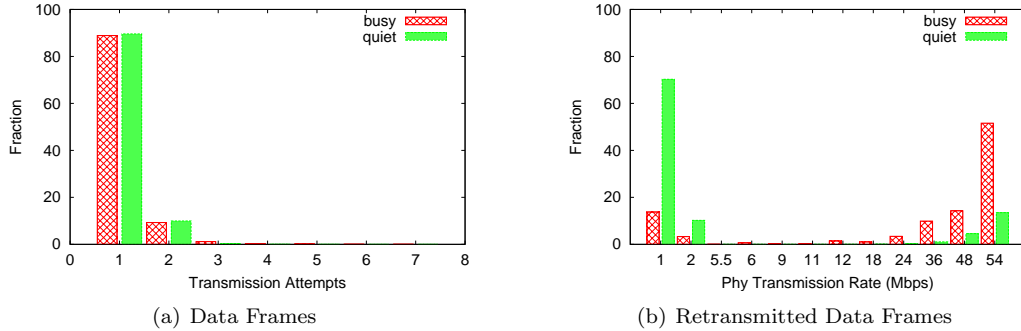 100
80
60
40
20
0
Fraction
busy
quiet
0 1 2 3 4 5 6 7 8
Transmission Attempts
(a) Data Frames
100
80
60
40
20
0
Fraction
busy
quiet
1 2 5.5 6 9 11 12 18 24 36 48 54
Phy Transmission Rate (Mbps)
(b) Retransmitted Data Frames